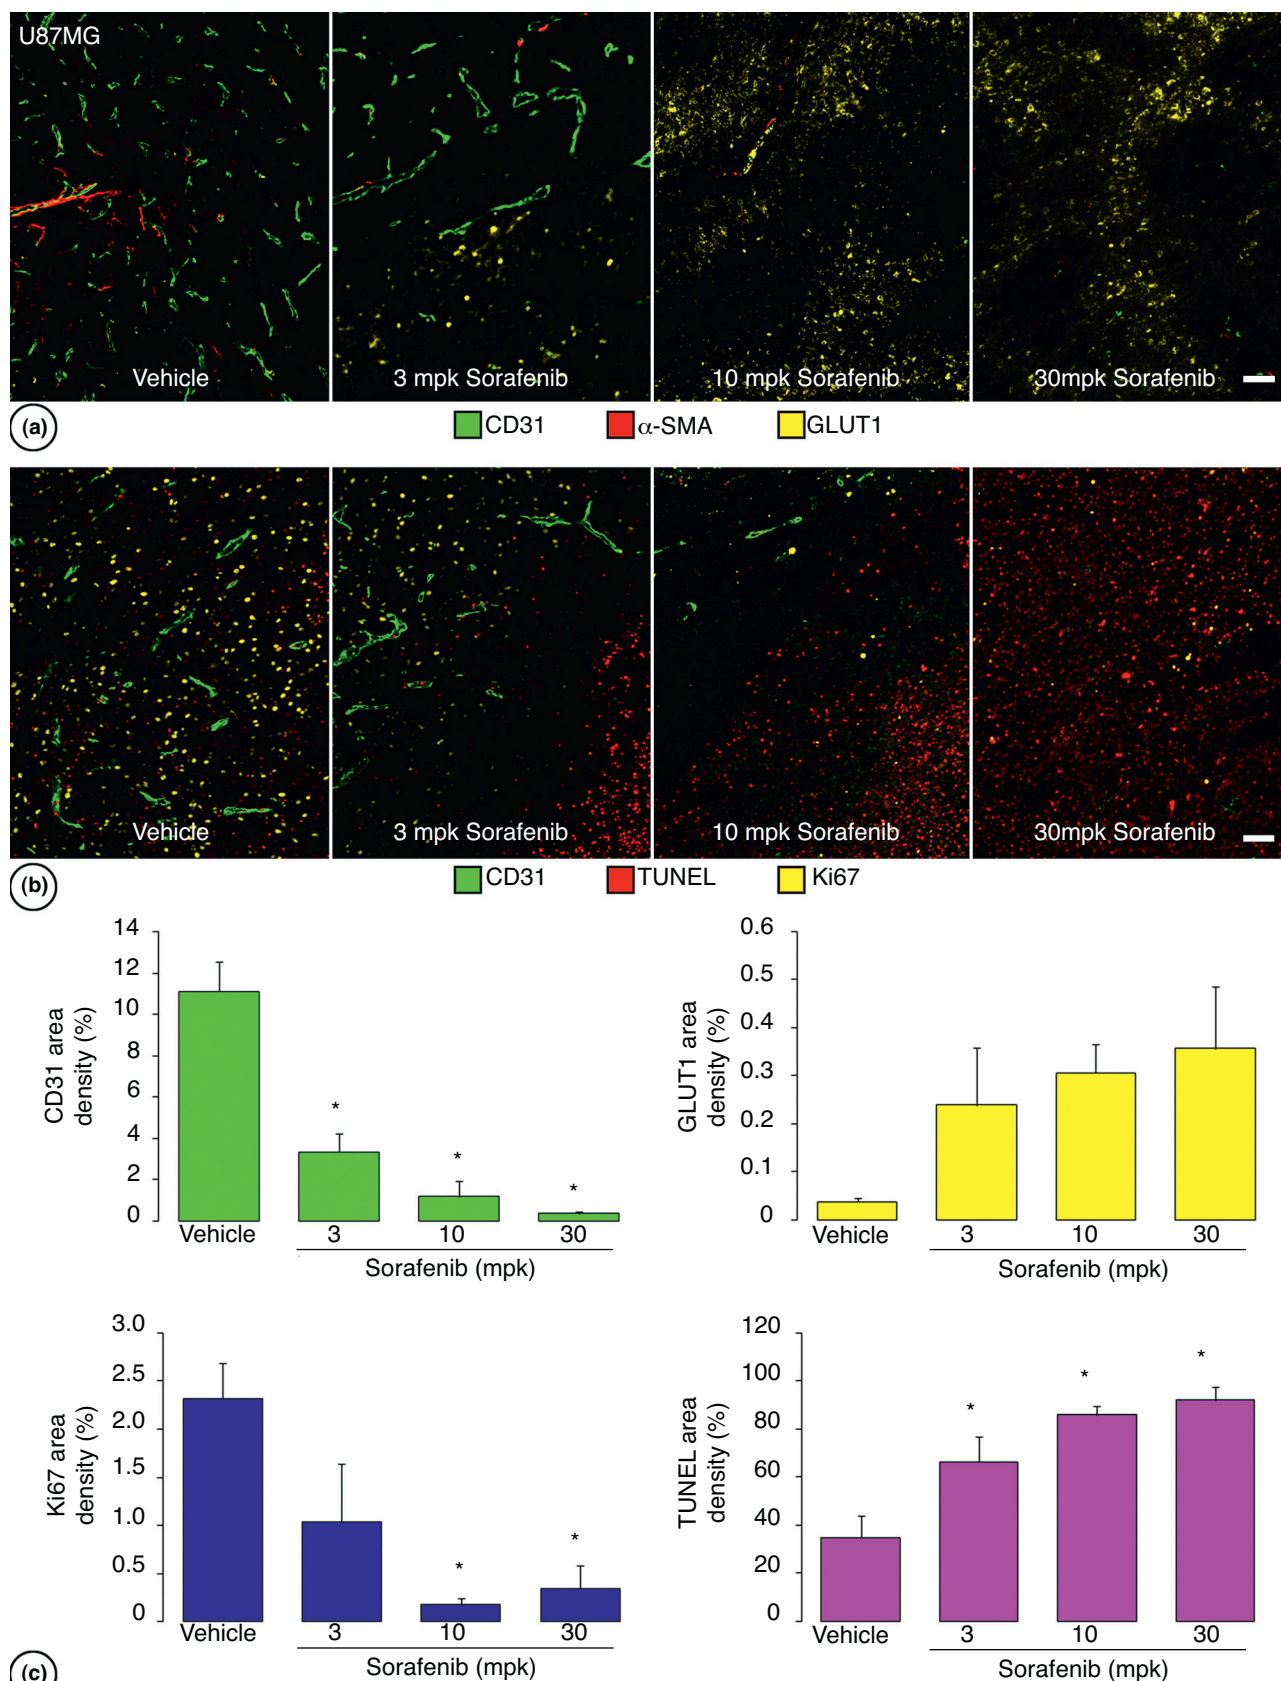 U87MG
Vehicle
3 mpk Sorafenib
10 mpk Sorafenib
30mpk Sorafenib
(a)
CD31
α-SMA
GLUT1
Vehicle
3 mpk Sorafenib
10 mpk Sorafenib
30mpk Sorafenib
(b)
CD31
TUNEL
Ki67
14
12
10
8
6
4
2
0
CD31 area
density (%)
*
*
*
Vehicle
3
10
30
Sorafenib (mpk)
0.6
0.5
0.4
0.3
0.2
0.1
0
GLUT1 area
density (%)
Vehicle
3
10
30
Sorafenib (mpk)
3.0
2.5
2.0
1.5
1.0
0.5
0
Ki67 area
density (%)
*
*
Vehicle
3
10
30
Sorafenib (mpk)
120
100
80
60
40
20
0
TUNEL area
density (%)
*
*
*
Vehicle
3
10
30
Sorafenib (mpk)
(c)